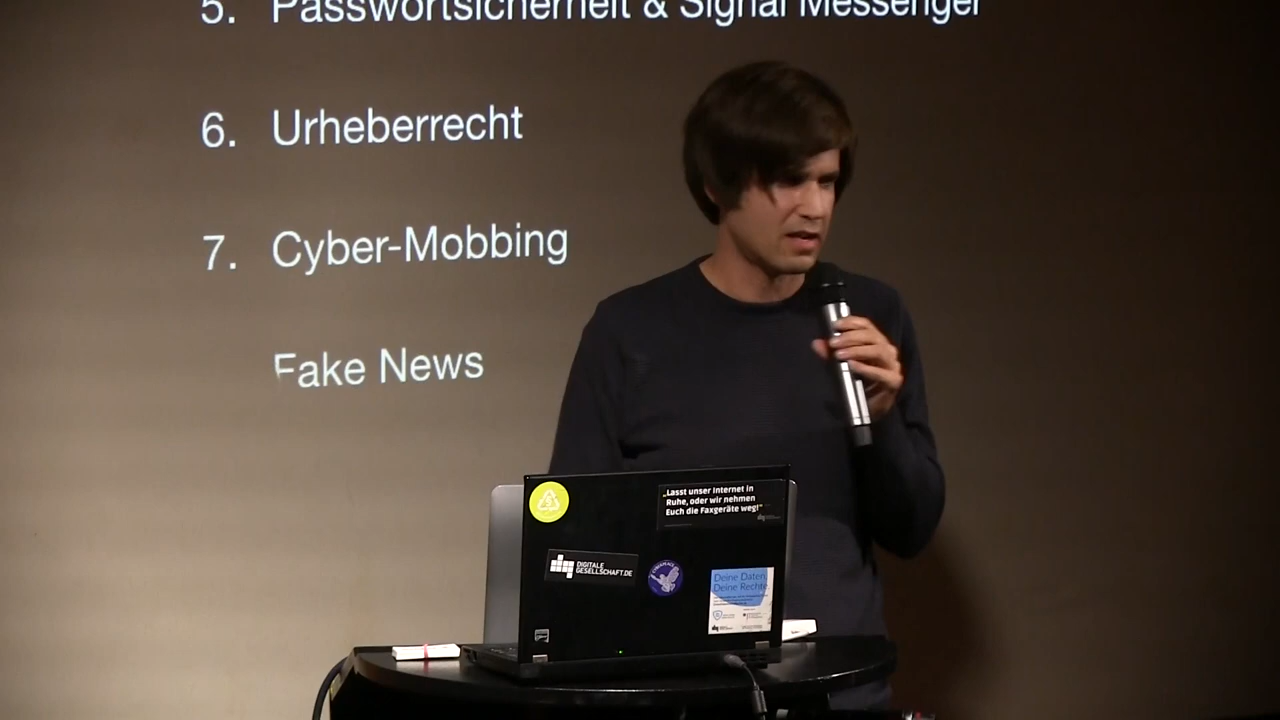 5. Passwortsicherheit & Signal Messenger
6. Urheberrecht
7. Cyber-Mobbing
Fake News
„Lasst unser Internet in
Ruhe, oder wir nehmen
Euch die Faxgeräte weg!"
DIGITALE
GESELLSCHAFT.DE
Deine Daten,
Deine Rechte